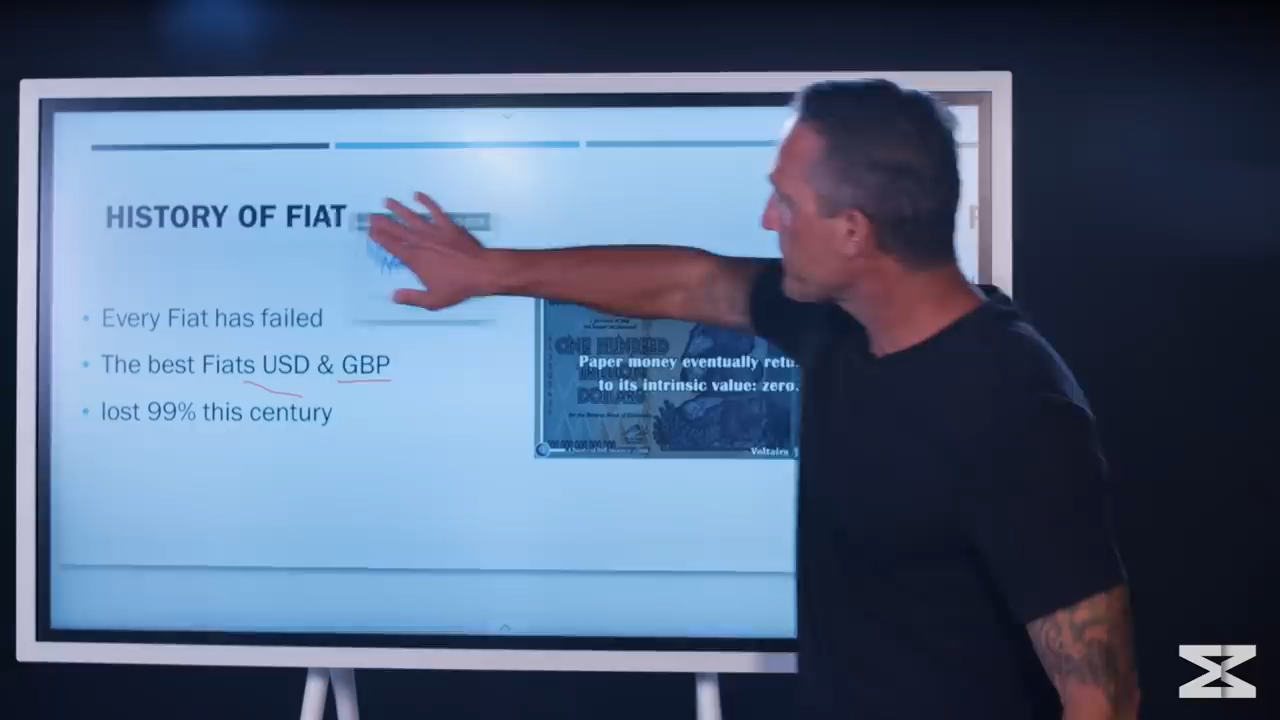 HISTORY OF FIAT
Every Fiat has failed
The best Fiats USD & GBP
lost 99% this century
ONE HUNDRED
TRILLION
DOLLARS
Paper money eventually
to its intrinsic value: zero.
Voltaire